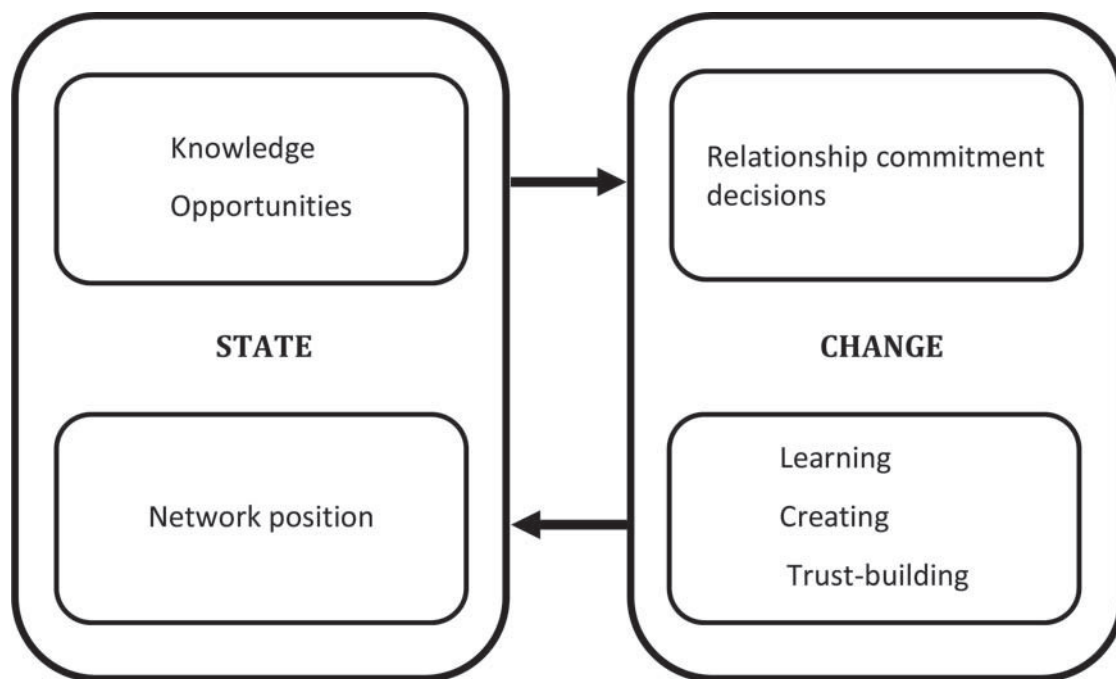 Knowledge
Opportunities
STATE
Network position
Relationship commitment
decisions
CHANGE
Learning
Creating
Trust-building